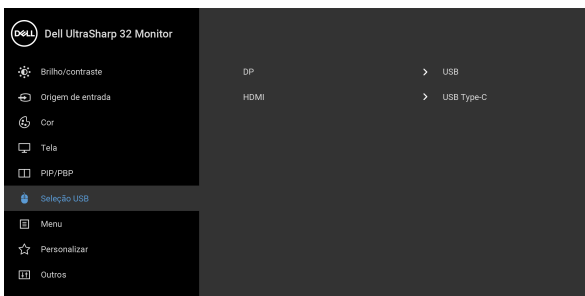 DELL Dell UltraSharp 32 Monitor
Brilho/contraste DP USB
Origem de entrada HDMI USB Type-C
Cor
Tela
PIP/PBP
Seleção USB
Menu
Personalizar
Outros